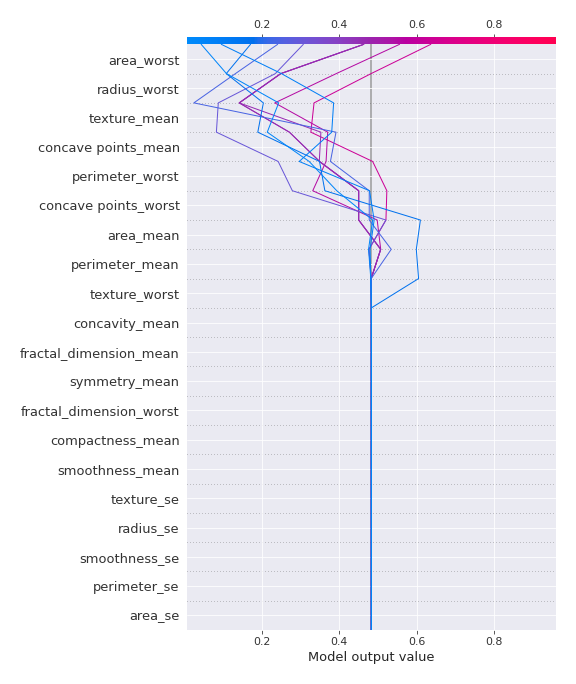 0.2 0.4 0.6 0.8
area_worst
radius_worst
texture_mean
concave points_mean
perimeter_worst
concave points_worst
area_mean
perimeter_mean
texture_worst
concavity_mean
fractal_dimension_mean
symmetry_mean
fractal_dimension_worst
compactness_mean
smoothness_mean
texture_se
radius_se
smoothness_se
perimeter_se
area_se
0.2 0.4 0.6 0.8
Model output value